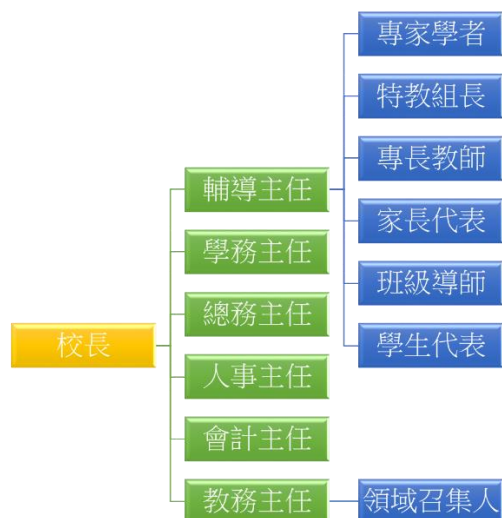 專家學者
特教組長
專長教師
輔導主任
家長代表
學務主任
班級導師
總務主任
學生代表
校長
人事主任
會計主任
教務主任
領域召集人